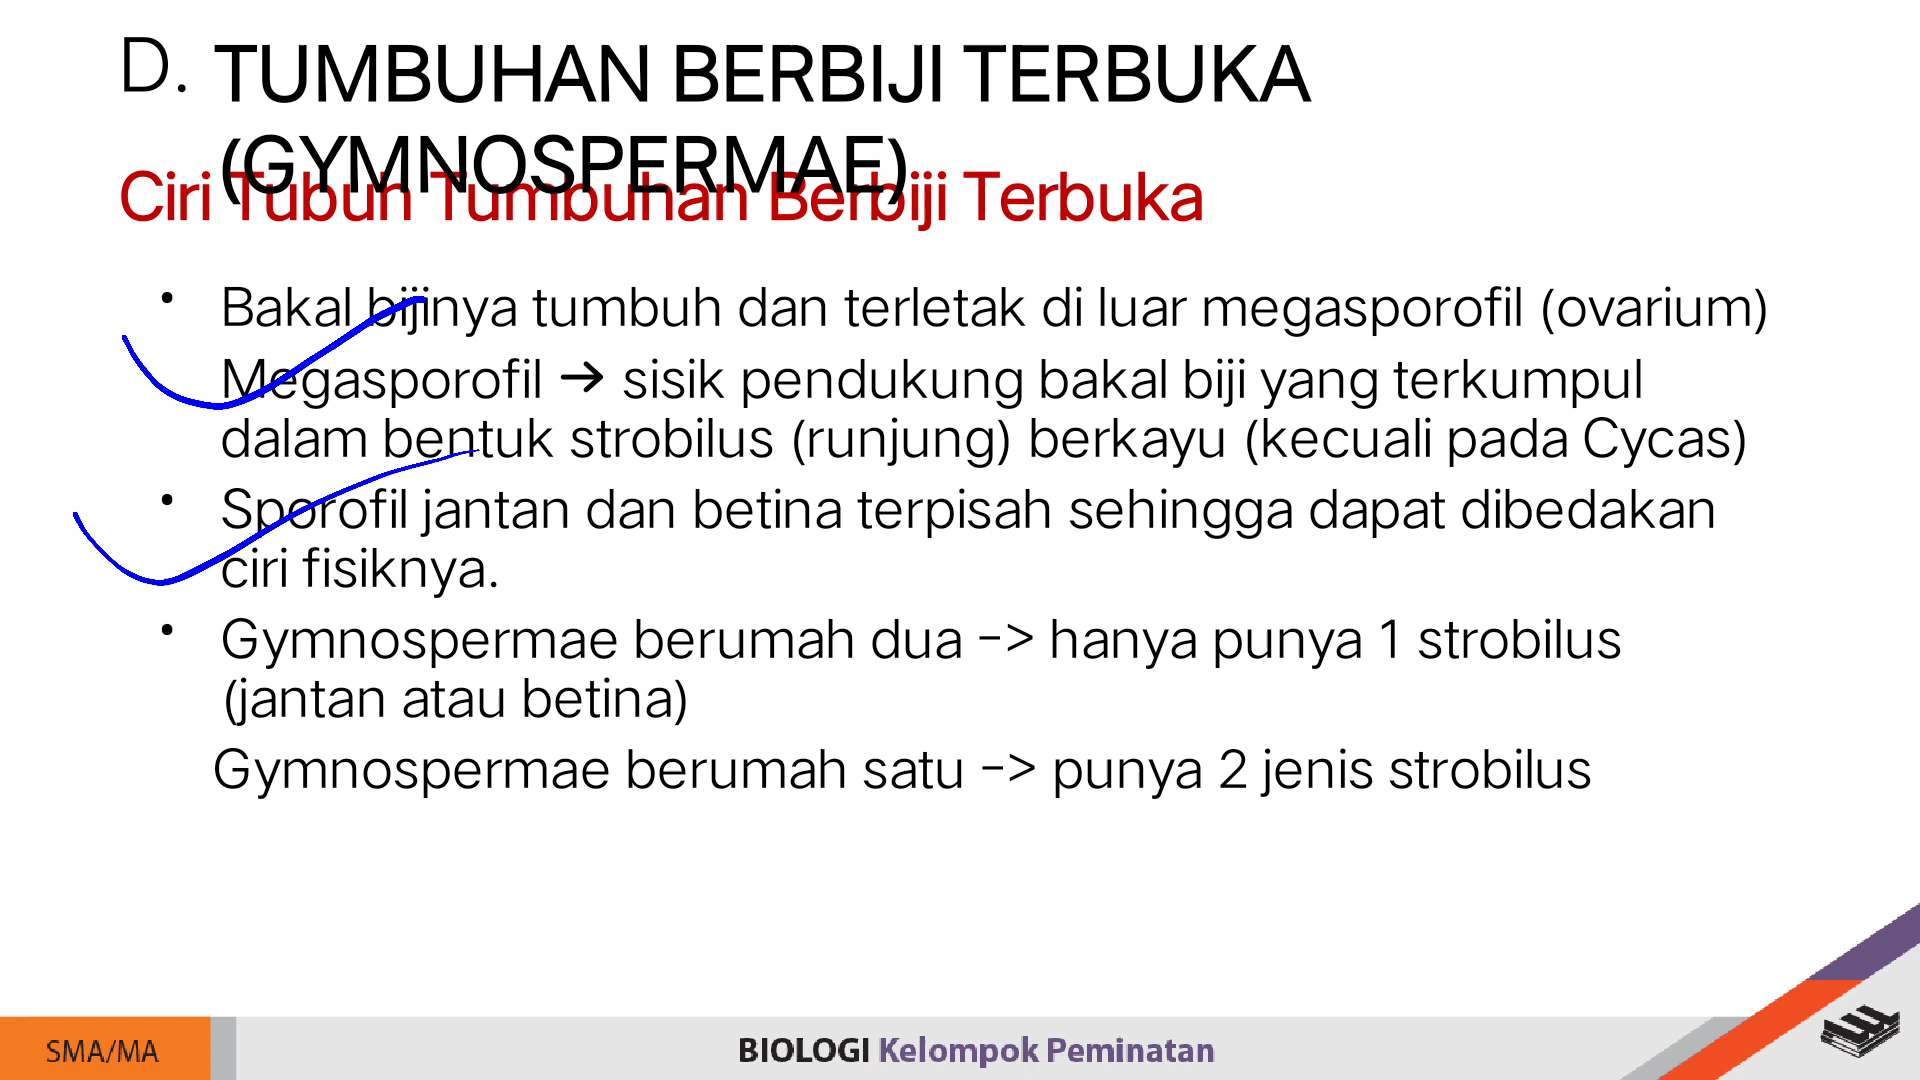 D. TUMBUHAN BERBIJI TERBUKA
(GYMNOSPERMAE)
Ciri Tubuh Tumbuhan Berbiji Terbuka
• Bakal bijinya tumbuh dan terletak di luar megasporofil (ovarium)
Megasporofil → sisik pendukung bakal biji yang terkumpul
dalam bentuk strobilus (runjung) berkayu (kecuali pada Cycas)
• Sporofil jantan dan betina terpisah sehingga dapat dibedakan
ciri fisiknya.
• Gymnospermae berumah dua –> hanya punya 1 strobilus
(jantan atau betina)
Gymnospermae berumah satu –> punya 2 jenis strobilus
SMA/MA
BIOLOGI Kelompok Peminatan